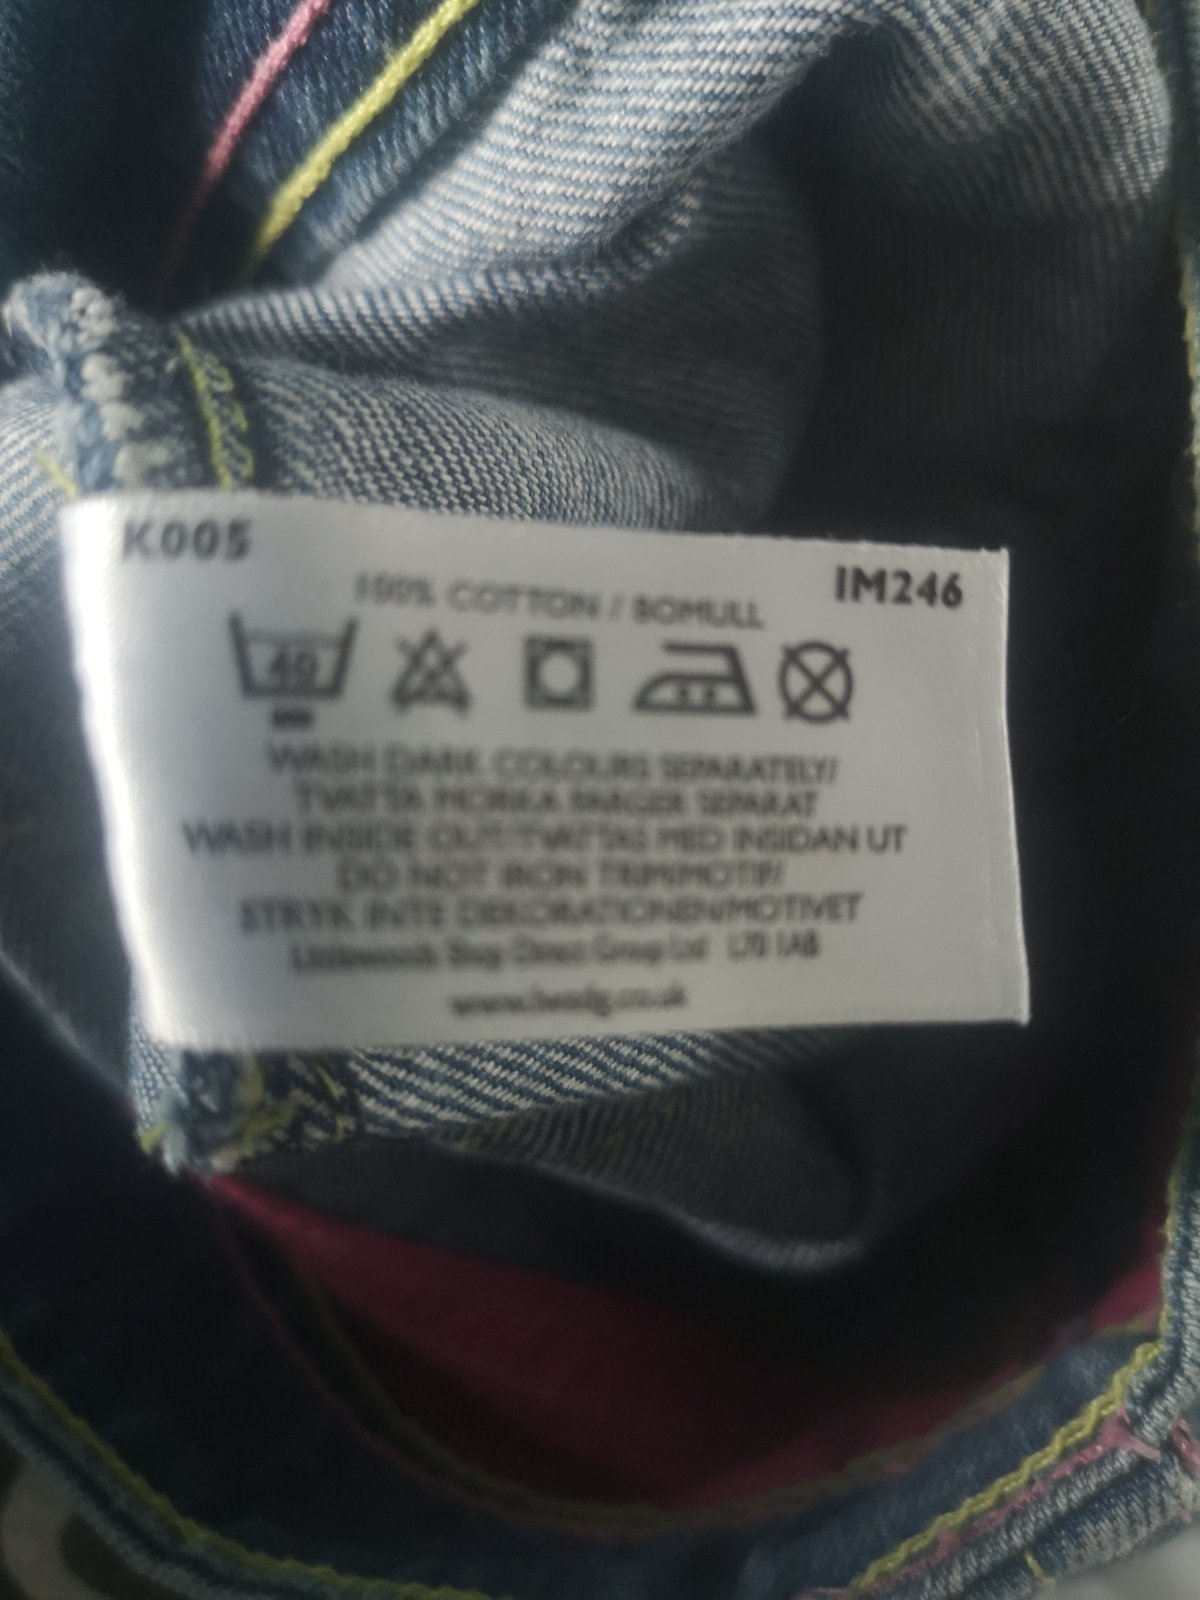 K005
IM246
100% COTTON / BOMULL
40
WASH DARK COLOURS SEPARATELY/
TVÄTTA MÖRKA FÄRGER SEPARAT
WASH INSIDE OUT/TVÄTTAS MED INSIDAN UT
DO NOT IRON TRIM/MOTIF/
STRYK INTE DEKORATIONEN/MOTIVET
Littlewoods Shop Direct Group Ltd L70 1AB
www.lwsdg.co.uk